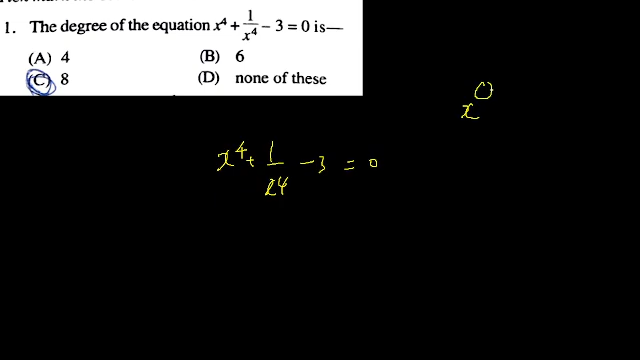 1. The degree of the equation x⁴ + 1/x⁴ − 3 = 0 is—
(A) 4 (B) 6
(C) 8 (D) none of these
x⁰
x⁴ + 1/x⁴ − 3 = 0